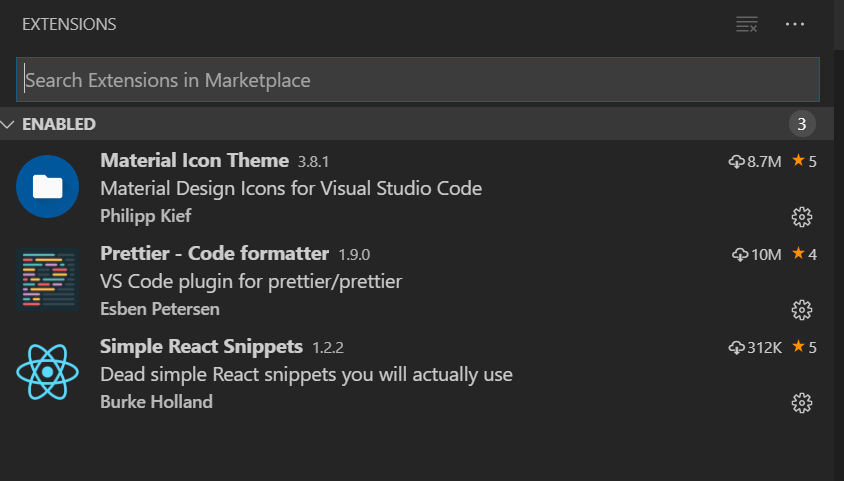 EXTENSIONS
Search Extensions in Marketplace
ENABLED 3
Material Icon Theme 3.8.1 8.7M 5
Material Design Icons for Visual Studio Code
Philipp Kief
Prettier - Code formatter 1.9.0 10M 4
VS Code plugin for prettier/prettier
Esben Petersen
Simple React Snippets 1.2.2 312K 5
Dead simple React snippets you will actually use
Burke Holland